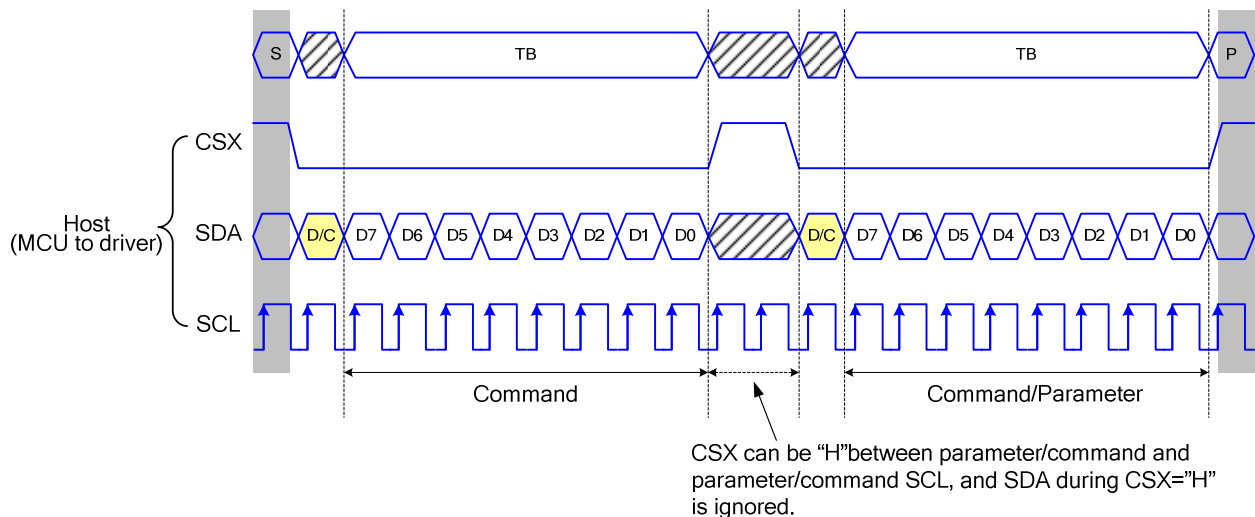 S TB TB P
CSX
Host
(MCU to driver)
SDA D/C D7 D6 D5 D4 D3 D2 D1 D0 D/C D7 D6 D5 D4 D3 D2 D1 D0
SCL
Command Command/Parameter
CSX can be “H”between parameter/command and
parameter/command SCL, and SDA during CSX=”H”
is ignored.